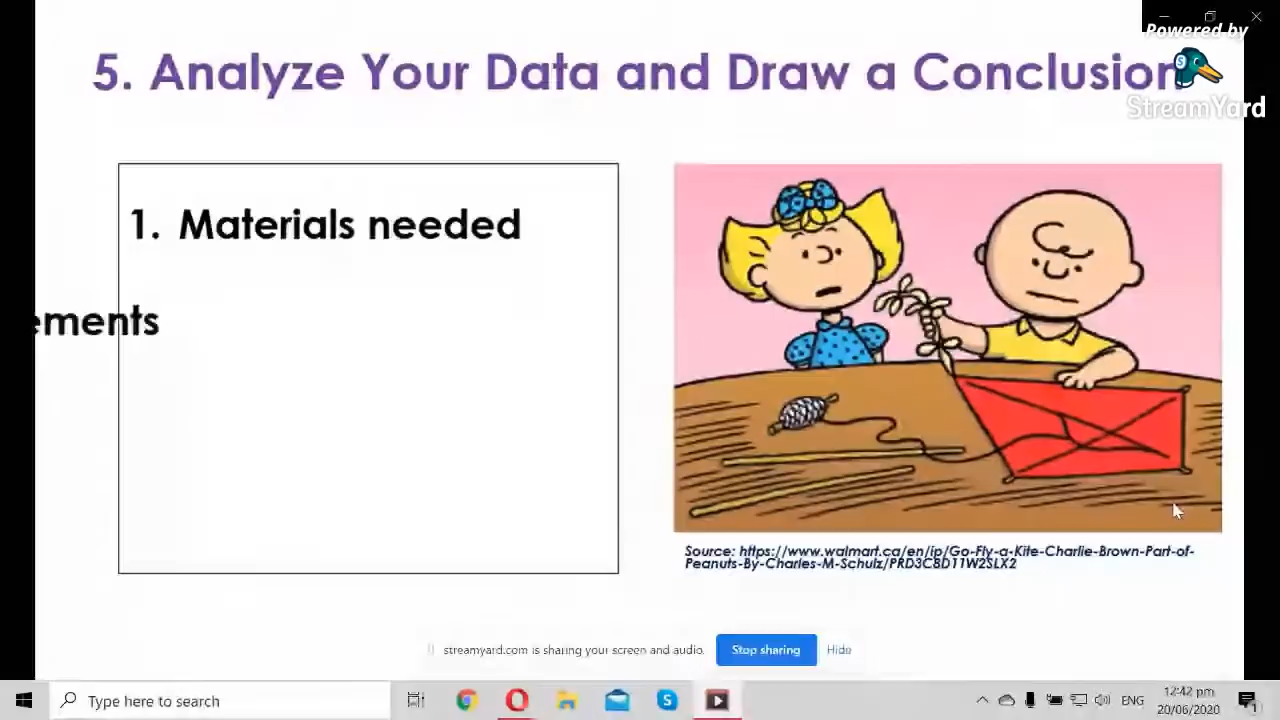 Powered by
StreamYard
5. Analyze Your Data and Draw a Conclusion
1. Materials needed
ements
Source: https://www.walmart.ca/en/ip/Go-Fly-a-Kite-Charlie-Brown-Part-of-
Peanuts-By-Charles-M-Schulz/PRD3C8D11W2SLX2
streamyard.com is sharing your screen and audio.
Stop sharing
Hide
Type here to search
ENG
12:42 pm
20/06/2020